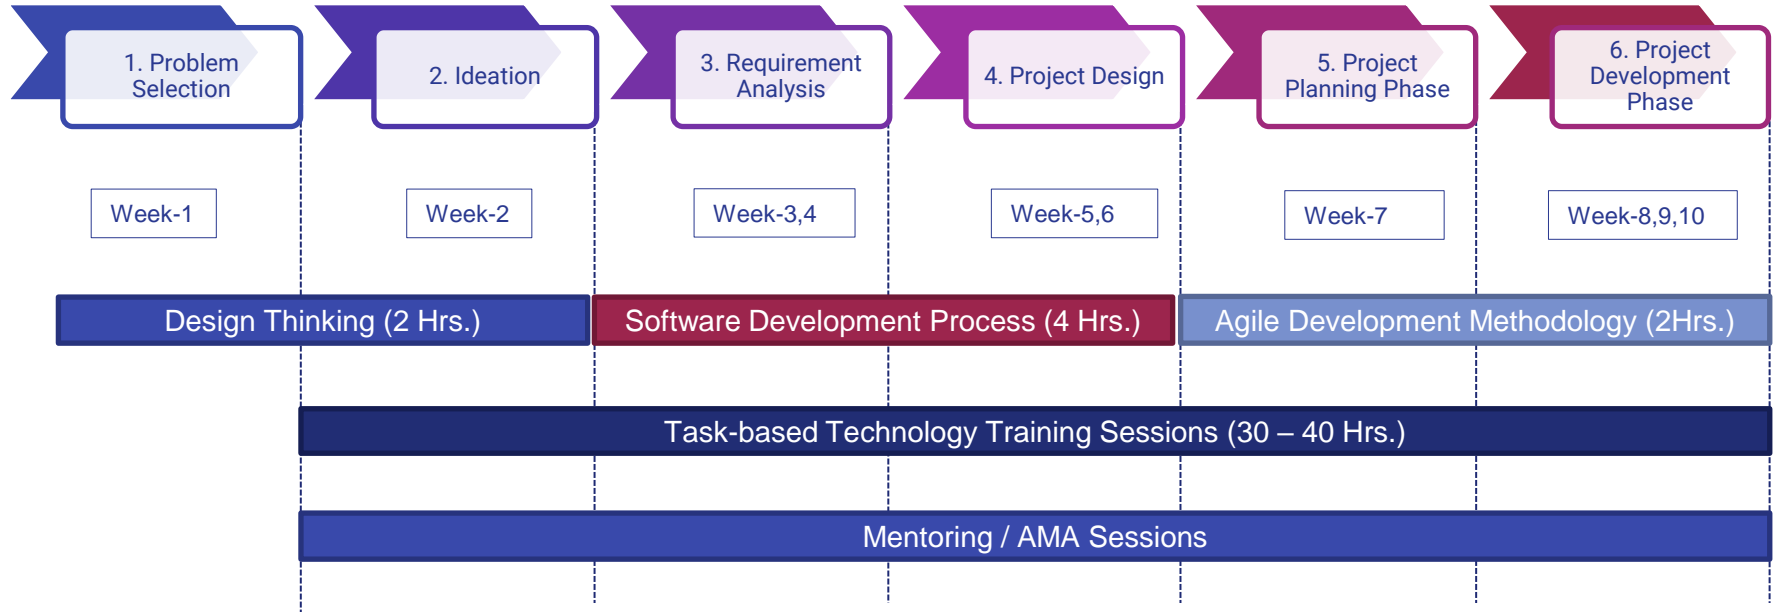 1. Problem
Selection
2. Ideation
3. Requirement
Analysis
4. Project Design
5. Project
Planning Phase
6. Project
Development
Phase
Week-1
Week-2
Week-3,4
Week-5,6
Week-7
Week-8,9,10
Design Thinking (2 Hrs.)
Software Development Process (4 Hrs.)
Agile Development Methodology (2Hrs.)
Task-based Technology Training Sessions (30 – 40 Hrs.)
Mentoring / AMA Sessions